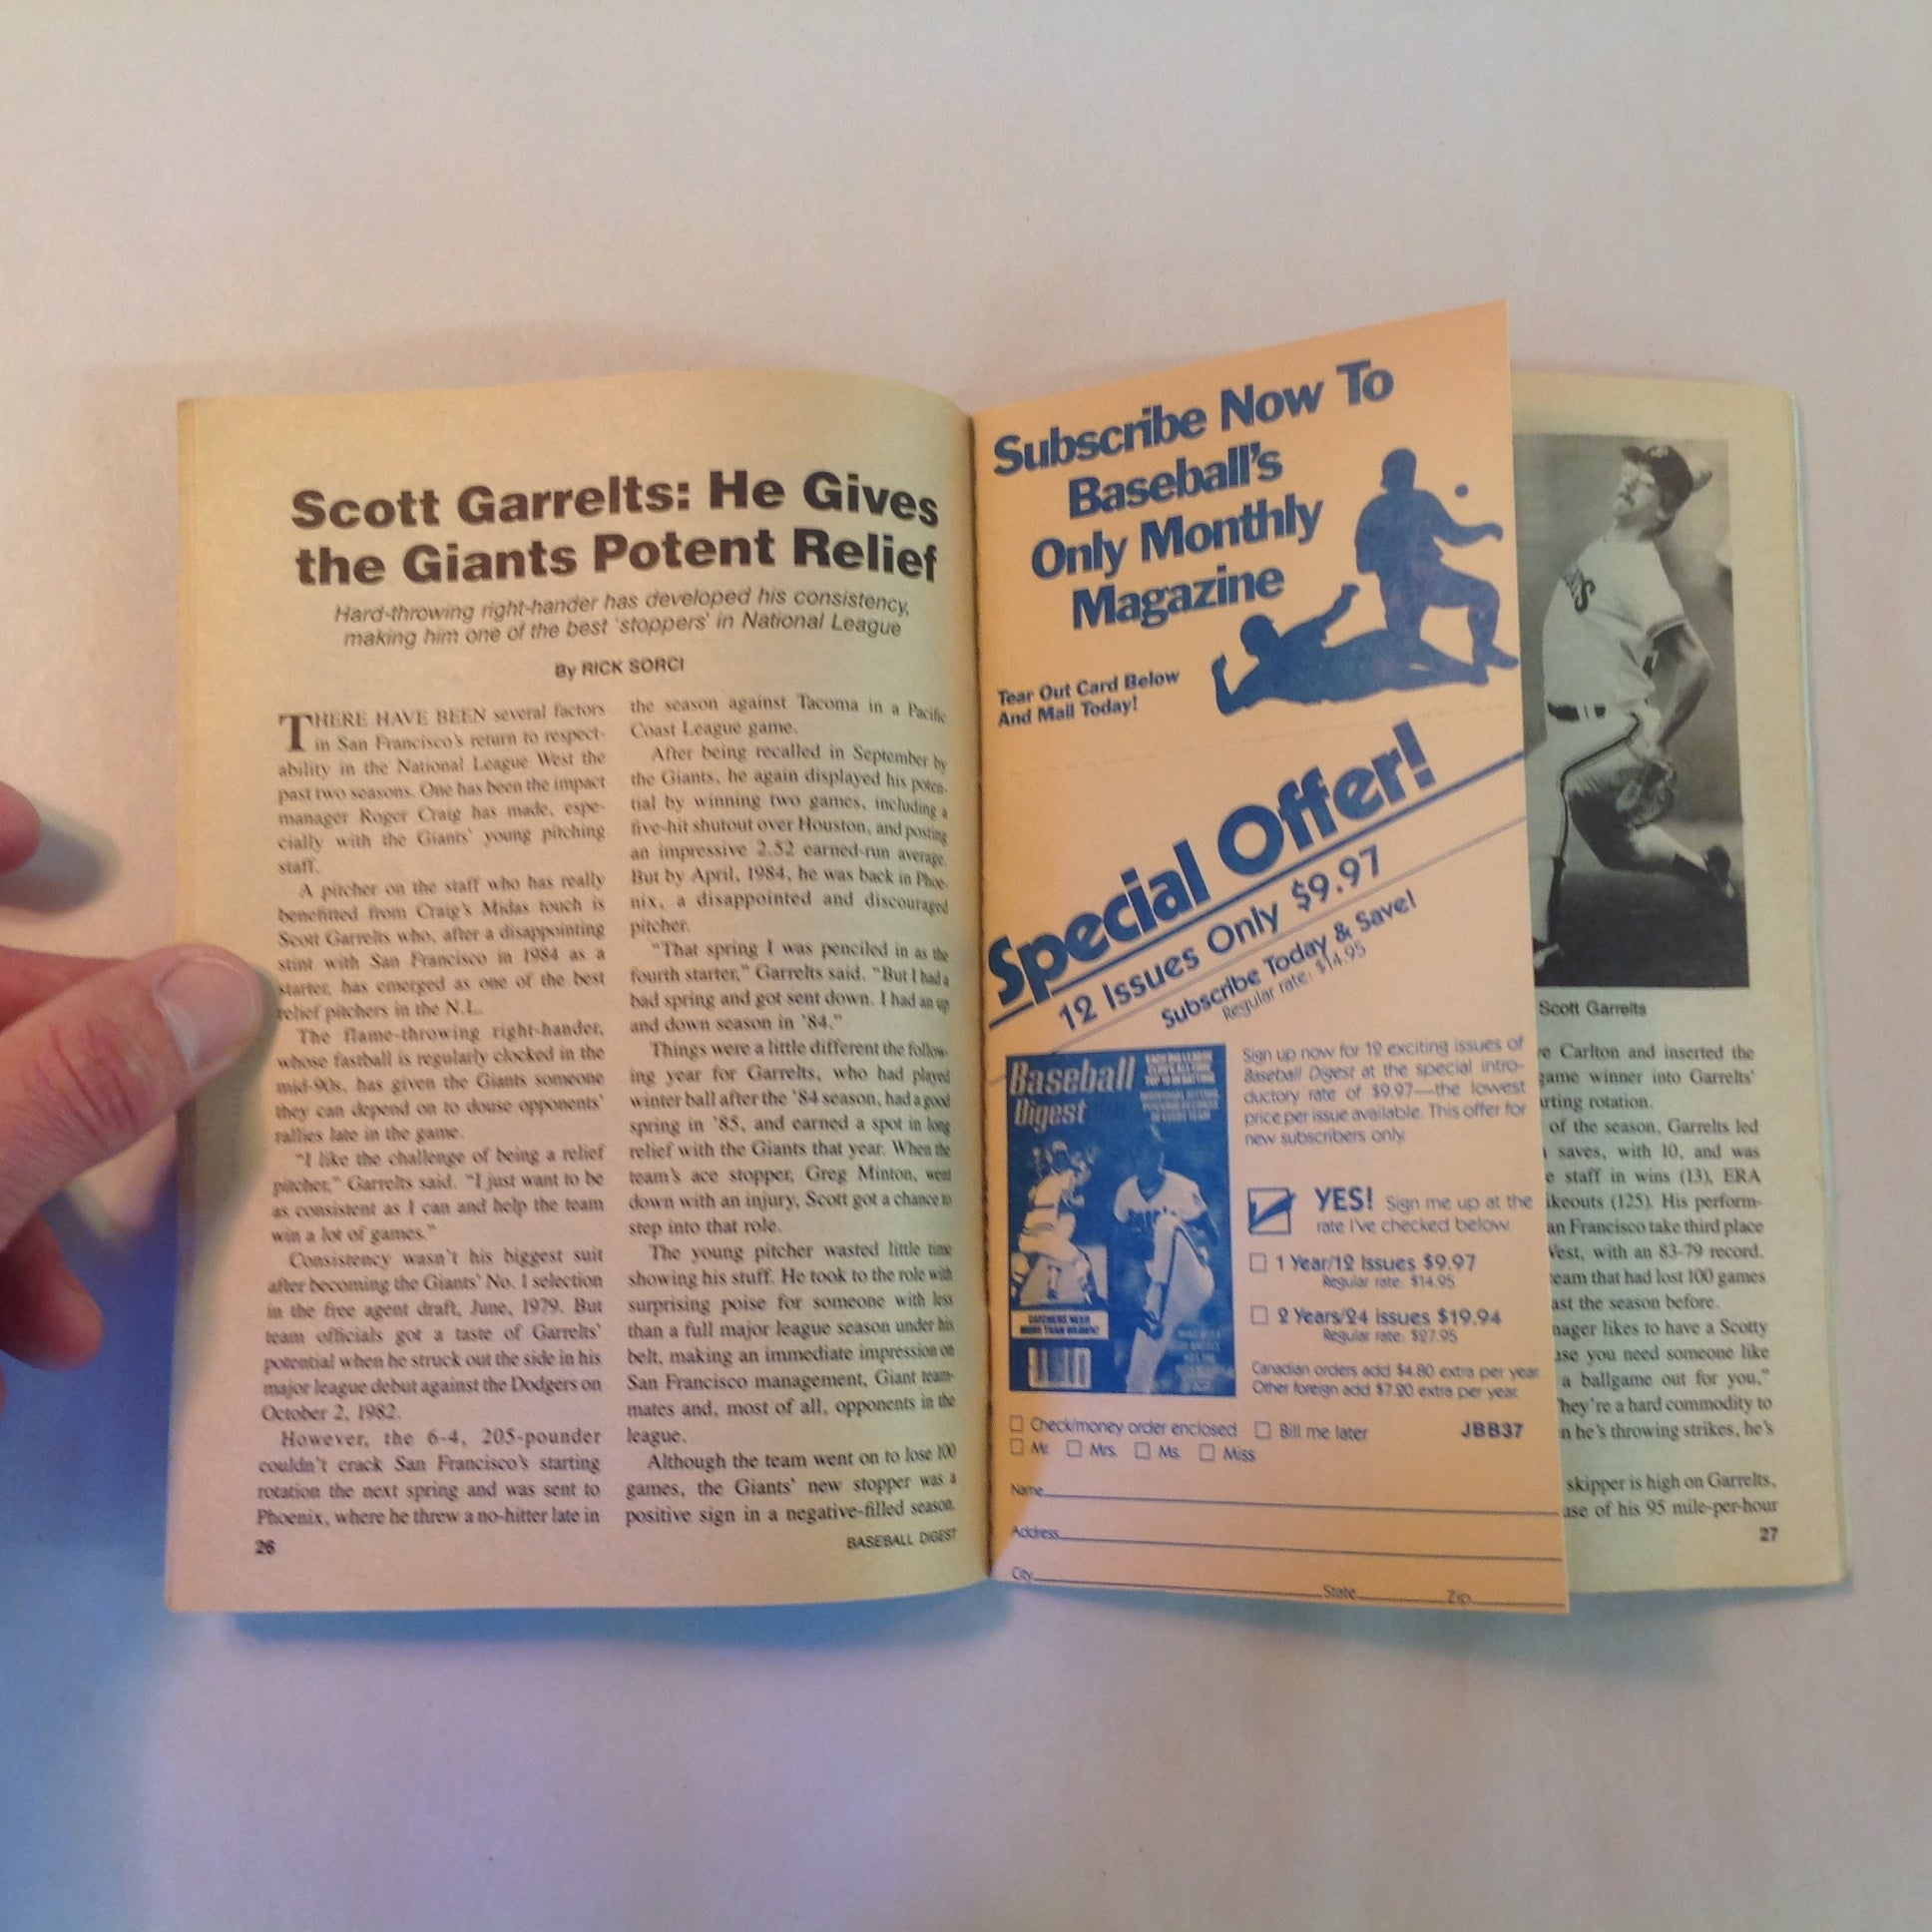 Scott Garrelts: He Gives
the Giants Potent Relief
Hard-throwing right-hander has developed his consistency,
making him one of the best 'stoppers' in National League
By RICK SORCI
THERE HAVE BEEN several factors
in San Francisco's return to respect-
ability in the National League West the
past two seasons. One has been the impact
manager Roger Craig has made, espe-
cially with the Giants' young pitching
staff.
A pitcher on the staff who has really
benefitted from Craig's Midas touch is
Scott Garrelts who, after a disappointing
stint with San Francisco in 1984 as a
starter, has emerged as one of the best
relief pitchers in the N.L.
The flame-throwing right-hander,
whose fastball is regularly clocked in the
mid-90s, has given the Giants someone
they can depend on to douse opponents'
rallies late in the game.
"I like the challenge of being a relief
pitcher," Garrelts said. "I just want to be
as consistent as I can and help the team
win a lot of games."
Consistency wasn't his biggest suit
after becoming the Giants' No. 1 selection
in the free agent draft, June, 1979. But
team officials got a taste of Garrelts'
potential when he struck out the side in his
major league debut against the Dodgers on
October 2, 1982.
However, the 6-4, 205-pounder
couldn't crack San Francisco's starting
rotation the next spring and was sent to
Phoenix, where he threw a no-hitter late in
26
the season against Tacoma in a Pacific
Coast League game.
After being recalled in September by
the Giants, he again displayed his poten-
tial by winning two games, including a
five-hit shutout over Houston, and posting
an impressive 2.52 earned-run average.
But by April, 1984, he was back in Phoe-
nix, a disappointed and discouraged
pitcher.
"That spring I was penciled in as the
fourth starter," Garrelts said. "But I had a
bad spring and got sent down. I had an up
and down season in '84."
Things were a little different the follow-
ing year for Garrelts, who had played
winter ball after the '84 season, had a good
spring in '85, and earned a spot in long
relief with the Giants that year. When the
team's ace stopper, Greg Minton, went
down with an injury, Scott got a chance to
step into that role.
The young pitcher wasted little time
showing his stuff. He took to the role with
surprising poise for someone with less
than a full major league season under his
belt, making an immediate impression on
San Francisco management, Giant team-
mates and, most of all, opponents in the
league.
Although the team went on to lose 100
games, the Giants' new stopper was a
positive sign in a negative-filled season.
BASEBALL DIGEST
Subscribe Now To
Baseball's
Only Monthly
Magazine
Tear Out Card Below
And Mail Today!
Special Offer!
12 Issues Only $9.97
Subscribe Today & Save!
Regular rate: $14.95
Baseball
Digest
CATCHERS NEED
MORE THAN BRAWN!
Sign up now for 12 exciting issues of
Baseball Digest at the special intro-
ductory rate of $9.97—the lowest
price per issue available. This offer for
new subscribers only.
YES! Sign me up at the
rate I've checked below.
1 Year/12 Issues $9.97
Regular rate: $14.95
2 Years/24 Issues $19.94
Regular rate: $27.95
Canadian orders add $4.80 extra per year.
Other foreign add $7.20 extra per year.
Check/money order enclosed Bill me later JBB37
Mr. Mrs. Ms. Miss
Name
Address
City State Zip
Scott Garrelts
Carlton and inserted the
game winner into Garrelts'
rting rotation.
of the season, Garrelts led
saves, with 10, and was
staff in wins (13), ERA
ikeouts (125). His perform-
an Francisco take third place
West, with an 83-79 record.
eam that had lost 100 games
ast the season before.
nager likes to have a Scotty
use you need someone like
a ballgame out for you,"
They're a hard commodity to
n he's throwing strikes, he's
skipper is high on Garrelts,
use of his 95 mile-per-hour
27